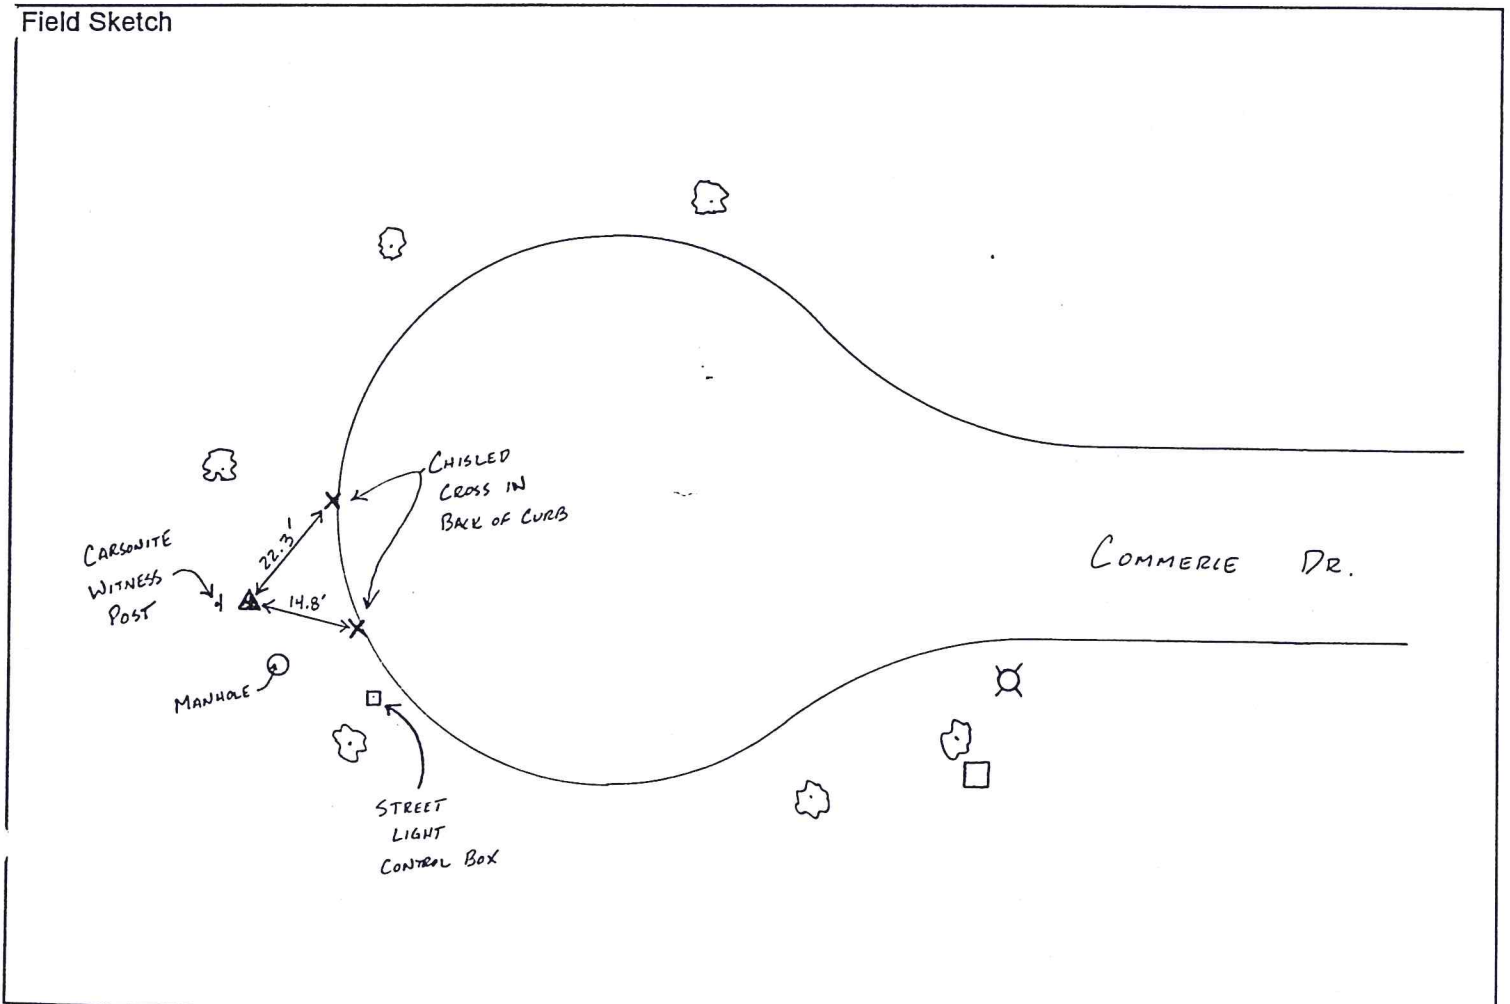 Field Sketch
CHISLED
CROSS IN
BACK OF CURB
22.3'
CARSONITE
WITNESS
POST
14.8'
COMMERCE DR.
MANHOLE
STREET
LIGHT
CONTROL BOX